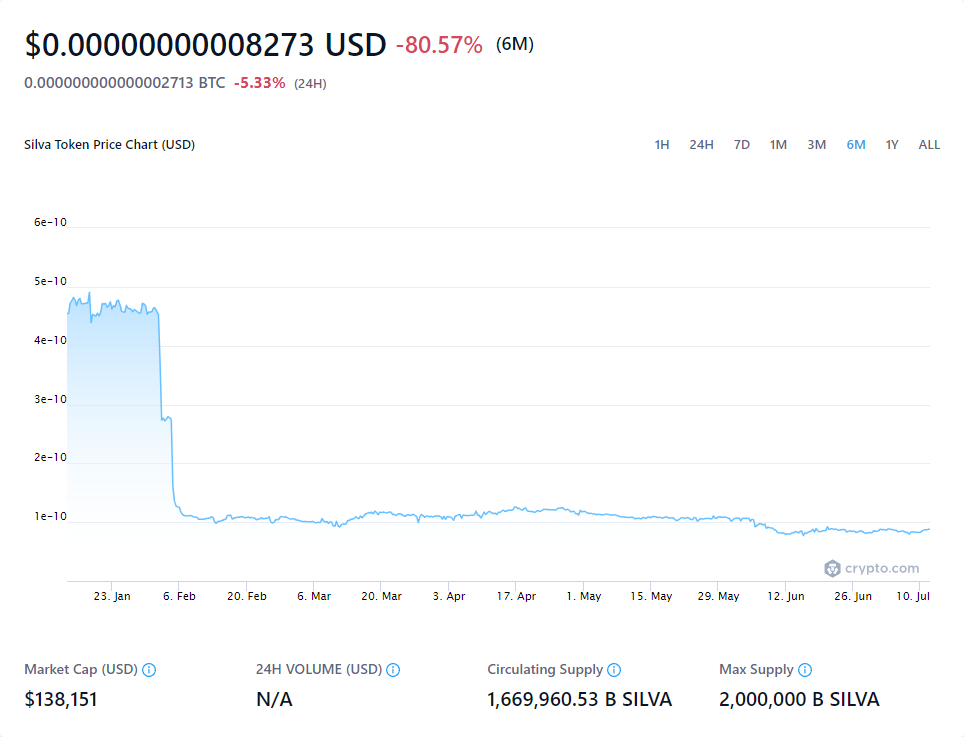 $0.00000000008273 USD -80.57% (6M)
0.000000000000002713 BTC -5.33% (24H)
Silva Token Price Chart (USD) 1H 24H 7D 1M 3M 6M 1Y ALL
6e-10
5e-10
4e-10
3e-10
2e-10
1e-10
crypto.com
23. Jan 6. Feb 20. Feb 6. Mar 20. Mar 3. Apr 17. Apr 1. May 15. May 29. May 12. Jun 26. Jun 10. Jul
Market Cap (USD) 24H VOLUME (USD) Circulating Supply Max Supply
$138,151 N/A 1,669,960.53 B SILVA 2,000,000 B SILVA